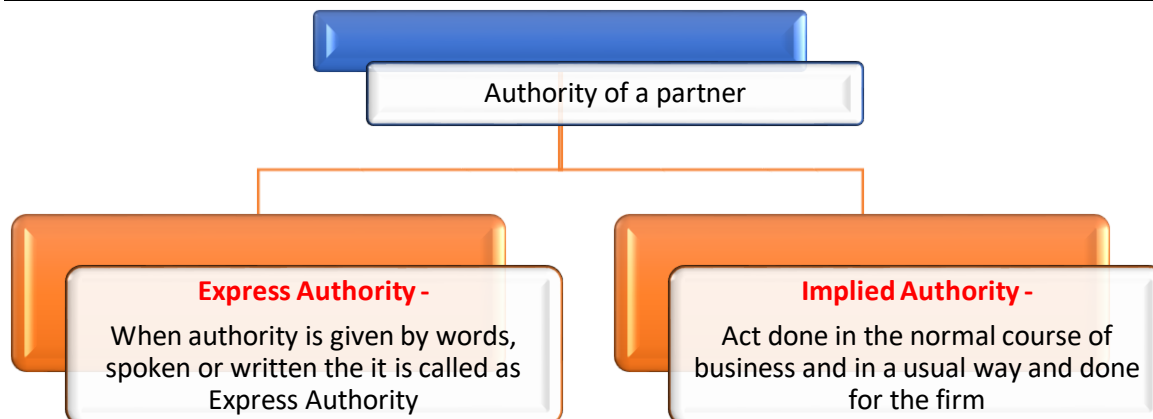 Authority of a partner
Express Authority -
When authority is given by words,
spoken or written the it is called as
Express Authority
Implied Authority -
Act done in the normal course of
business and in a usual way and done
for the firm